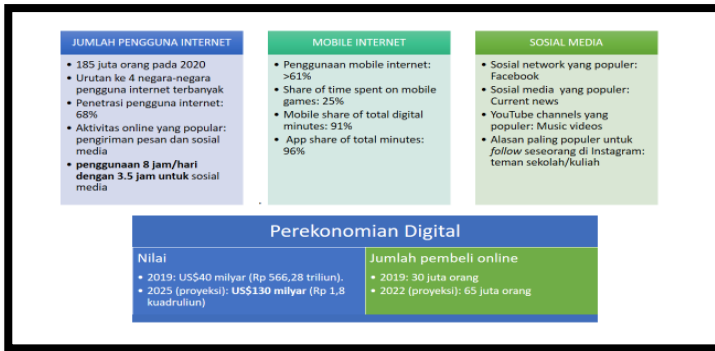 JUMLAH PENGGUNA INTERNET
• 185 juta orang pada 2020
• Urutan ke 4 negara-negara
pengguna internet terbanyak
• Penetrasi pengguna internet:
68%
• Aktivitas online yang popular:
pengiriman pesan dan sosial
media
• penggunaan 8 jam/hari
dengan 3.5 jam untuk sosial
media
MOBILE INTERNET
• Penggunaan mobile internet:
>61%
• Share of time spent on mobile
games: 25%
• Mobile share of total digital
minutes: 91%
• App share of total minutes:
96%
SOSIAL MEDIA
• Sosial network yang populer:
Facebook
• Sosial media yang populer:
Current news
• YouTube channels yang
populer: Music videos
• Alasan paling populer untuk
follow seseorang di Instagram:
teman sekolah/kuliah
Perekonomian Digital
Nilai
• 2019: US$40 milyar (Rp 566,28 triliun).
• 2025 (proyeksi): US$130 milyar (Rp 1,8
kuadruliun)
Jumlah pembeli online
• 2019: 30 juta orang
• 2022 (proyeksi): 65 juta orang